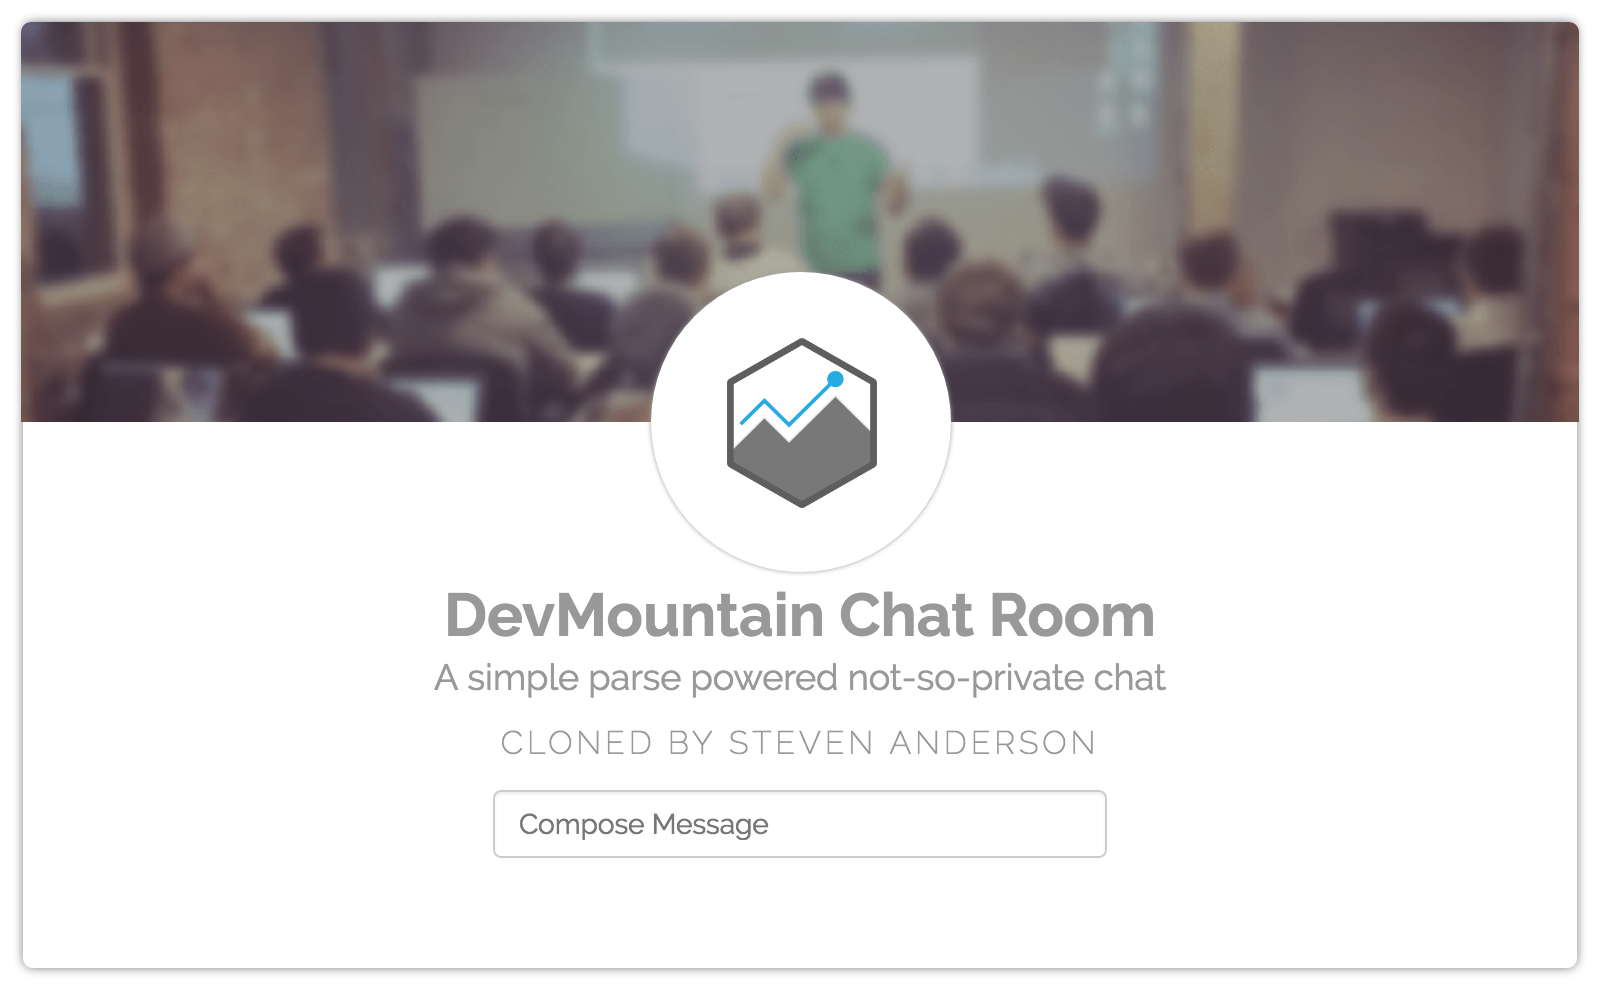 DevMountain Chat Room
A simple parse powered not-so-private chat
CLONED BY STEVEN ANDERSON
Compose Message